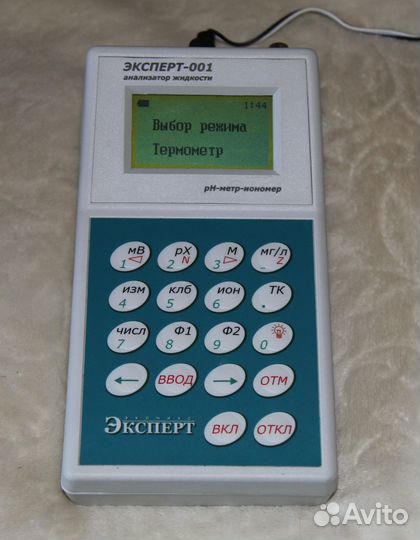 ЭКСПЕРТ-001
анализатор жидкости
1:44
Выбор режима
Термометр
pH-метр-иономер
мВ pX М мг/л
1 2 N 3 - Z
изм клб ион ТК
4 5 6 .
числ Ф1 Ф2
7 8 9 0
← ВВОД → ОТМ
эконикс
ЭКСПЕРТ ВКЛ ОТКЛ
Avito